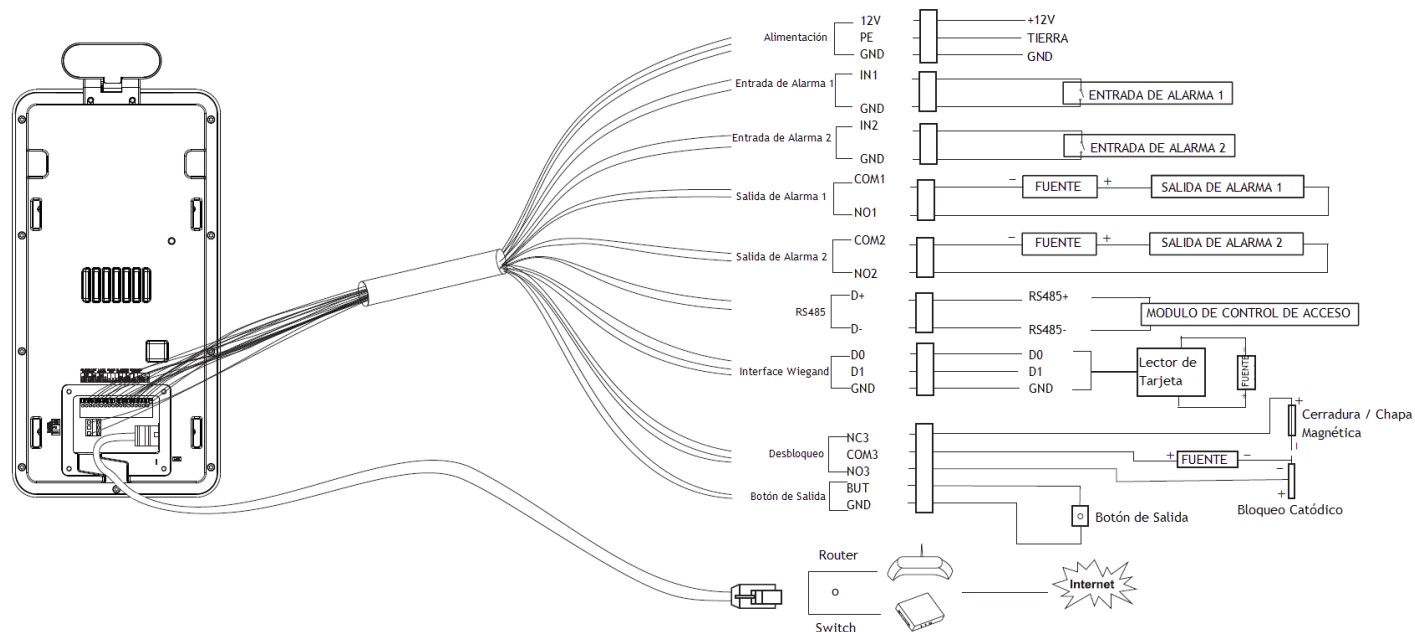 Alimentación
12V
PE
GND
+12V
TIERRA
GND
Entrada de Alarma 1
IN1
GND
ENTRADA DE ALARMA 1
Entrada de Alarma 2
IN2
GND
ENTRADA DE ALARMA 2
Salida de Alarma 1
COM1
NO1
− FUENTE + SALIDA DE ALARMA 1
Salida de Alarma 2
COM2
NO2
− FUENTE + SALIDA DE ALARMA 2
RS485
D+
D-
RS485+
RS485-
MODULO DE CONTROL DE ACCESO
Interface Wiegand
D0
D1
GND
D0
D1
GND
Lector de
Tarjeta
FUENTE
Desbloqueo
NC3
COM3
NO3
+ FUENTE −
+
Cerradura / Chapa
Magnética
−
+
Bloqueo Catódico
Botón de Salida
BUT
GND
Botón de Salida
Router
Switch
Internet